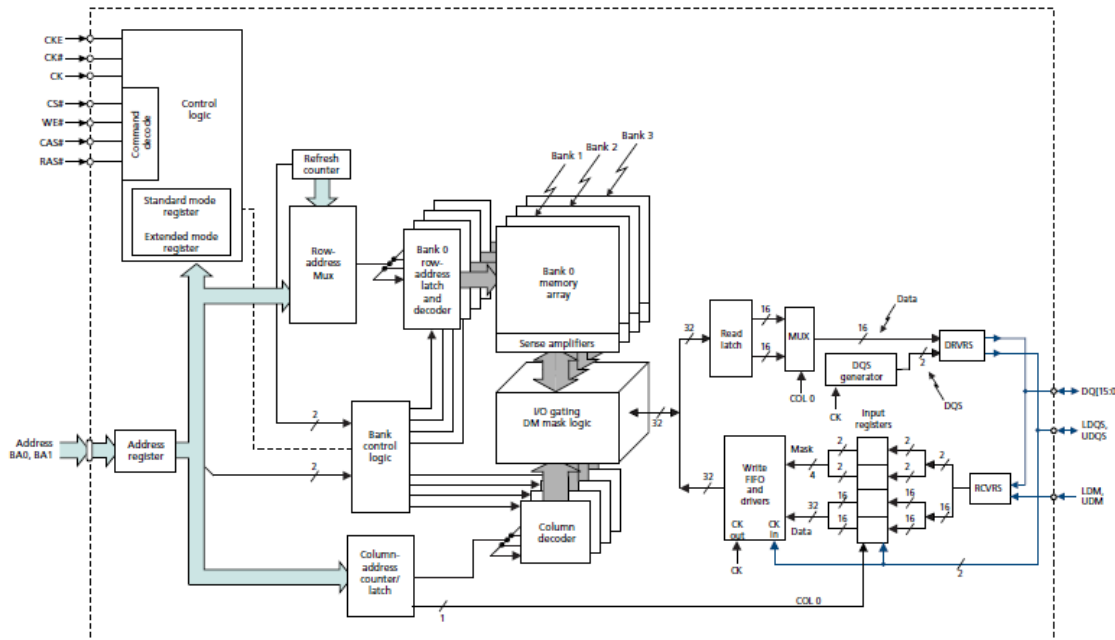 CKE
CK#
CK
CS#
WE#
CAS#
RAS#
Command
decode
Control
logic
Standard mode
register
Extended mode
register
Refresh
counter
Row-
address
Mux
Bank 0
row-
address
latch
and
decoder
Bank 3
Bank 2
Bank 1
Bank 0
memory
array
Sense amplifiers
I/O gating
DM mask logic
2
2
Bank
control
logic
Address
BA0, BA1
Address
register
Column
decoder
Column-
address
counter/
latch
1
COL 0
32
32
32
Read
latch
16
16
MUX
COL 0
16
Data
DQS
generator
CK
2
DQS
DRVRS
DQ[15:0
LDQS,
UDQS
LDM,
UDM
RCVRS
Input
registers
Write
FIFO
and
drivers
CK
out
CK
in
CK
Mask
4
32
Data
2
2
16
16
2
2
16
16
2
16
2